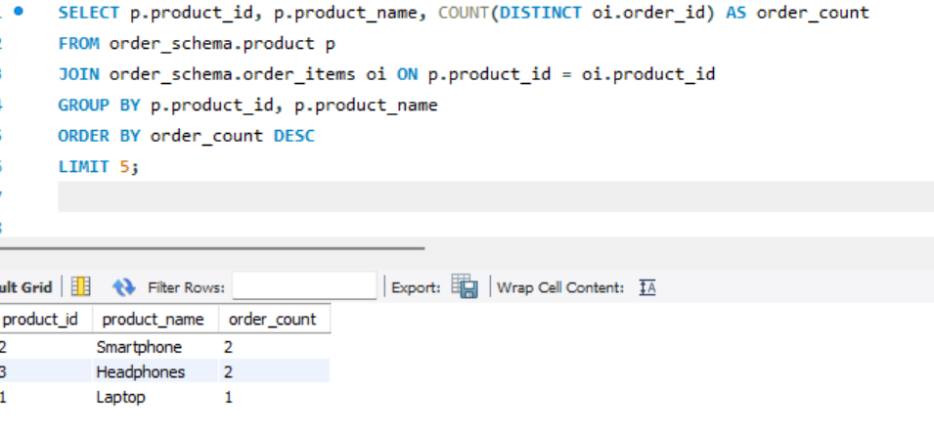 SELECT p.product_id, p.product_name, COUNT(DISTINCT oi.order_id) AS order_count
FROM order_schema.product p
JOIN order_schema.order_items oi ON p.product_id = oi.product_id
GROUP BY p.product_id, p.product_name
ORDER BY order_count DESC
LIMIT 5;
ult Grid Filter Rows: Export: Wrap Cell Content: IA
product_id product_name order_count
2 Smartphone 2
3 Headphones 2
1 Laptop 1